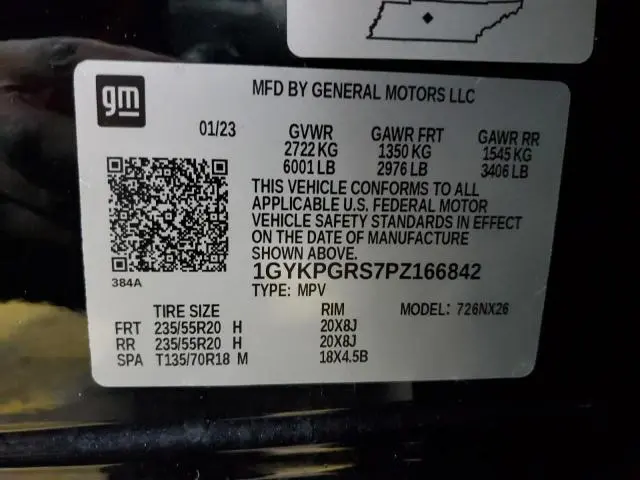 gm
MFD BY GENERAL MOTORS LLC
01/23 GVWR GAWR FRT GAWR RR
2722 KG 1350 KG 1545 KG
6001 LB 2976 LB 3406 LB
THIS VEHICLE CONFORMS TO ALL
APPLICABLE U.S. FEDERAL MOTOR
VEHICLE SAFETY STANDARDS IN EFFECT
ON THE DATE OF MANUFACTURE
SHOWN ABOVE.
384A
1GYKPGRS7PZ166842
TYPE: MPV
TIRE SIZE RIM MODEL: 726NX26
FRT 235/55R20 H 20X8J
RR 235/55R20 H 20X8J
SPA T135/70R18 M 18X4.5B